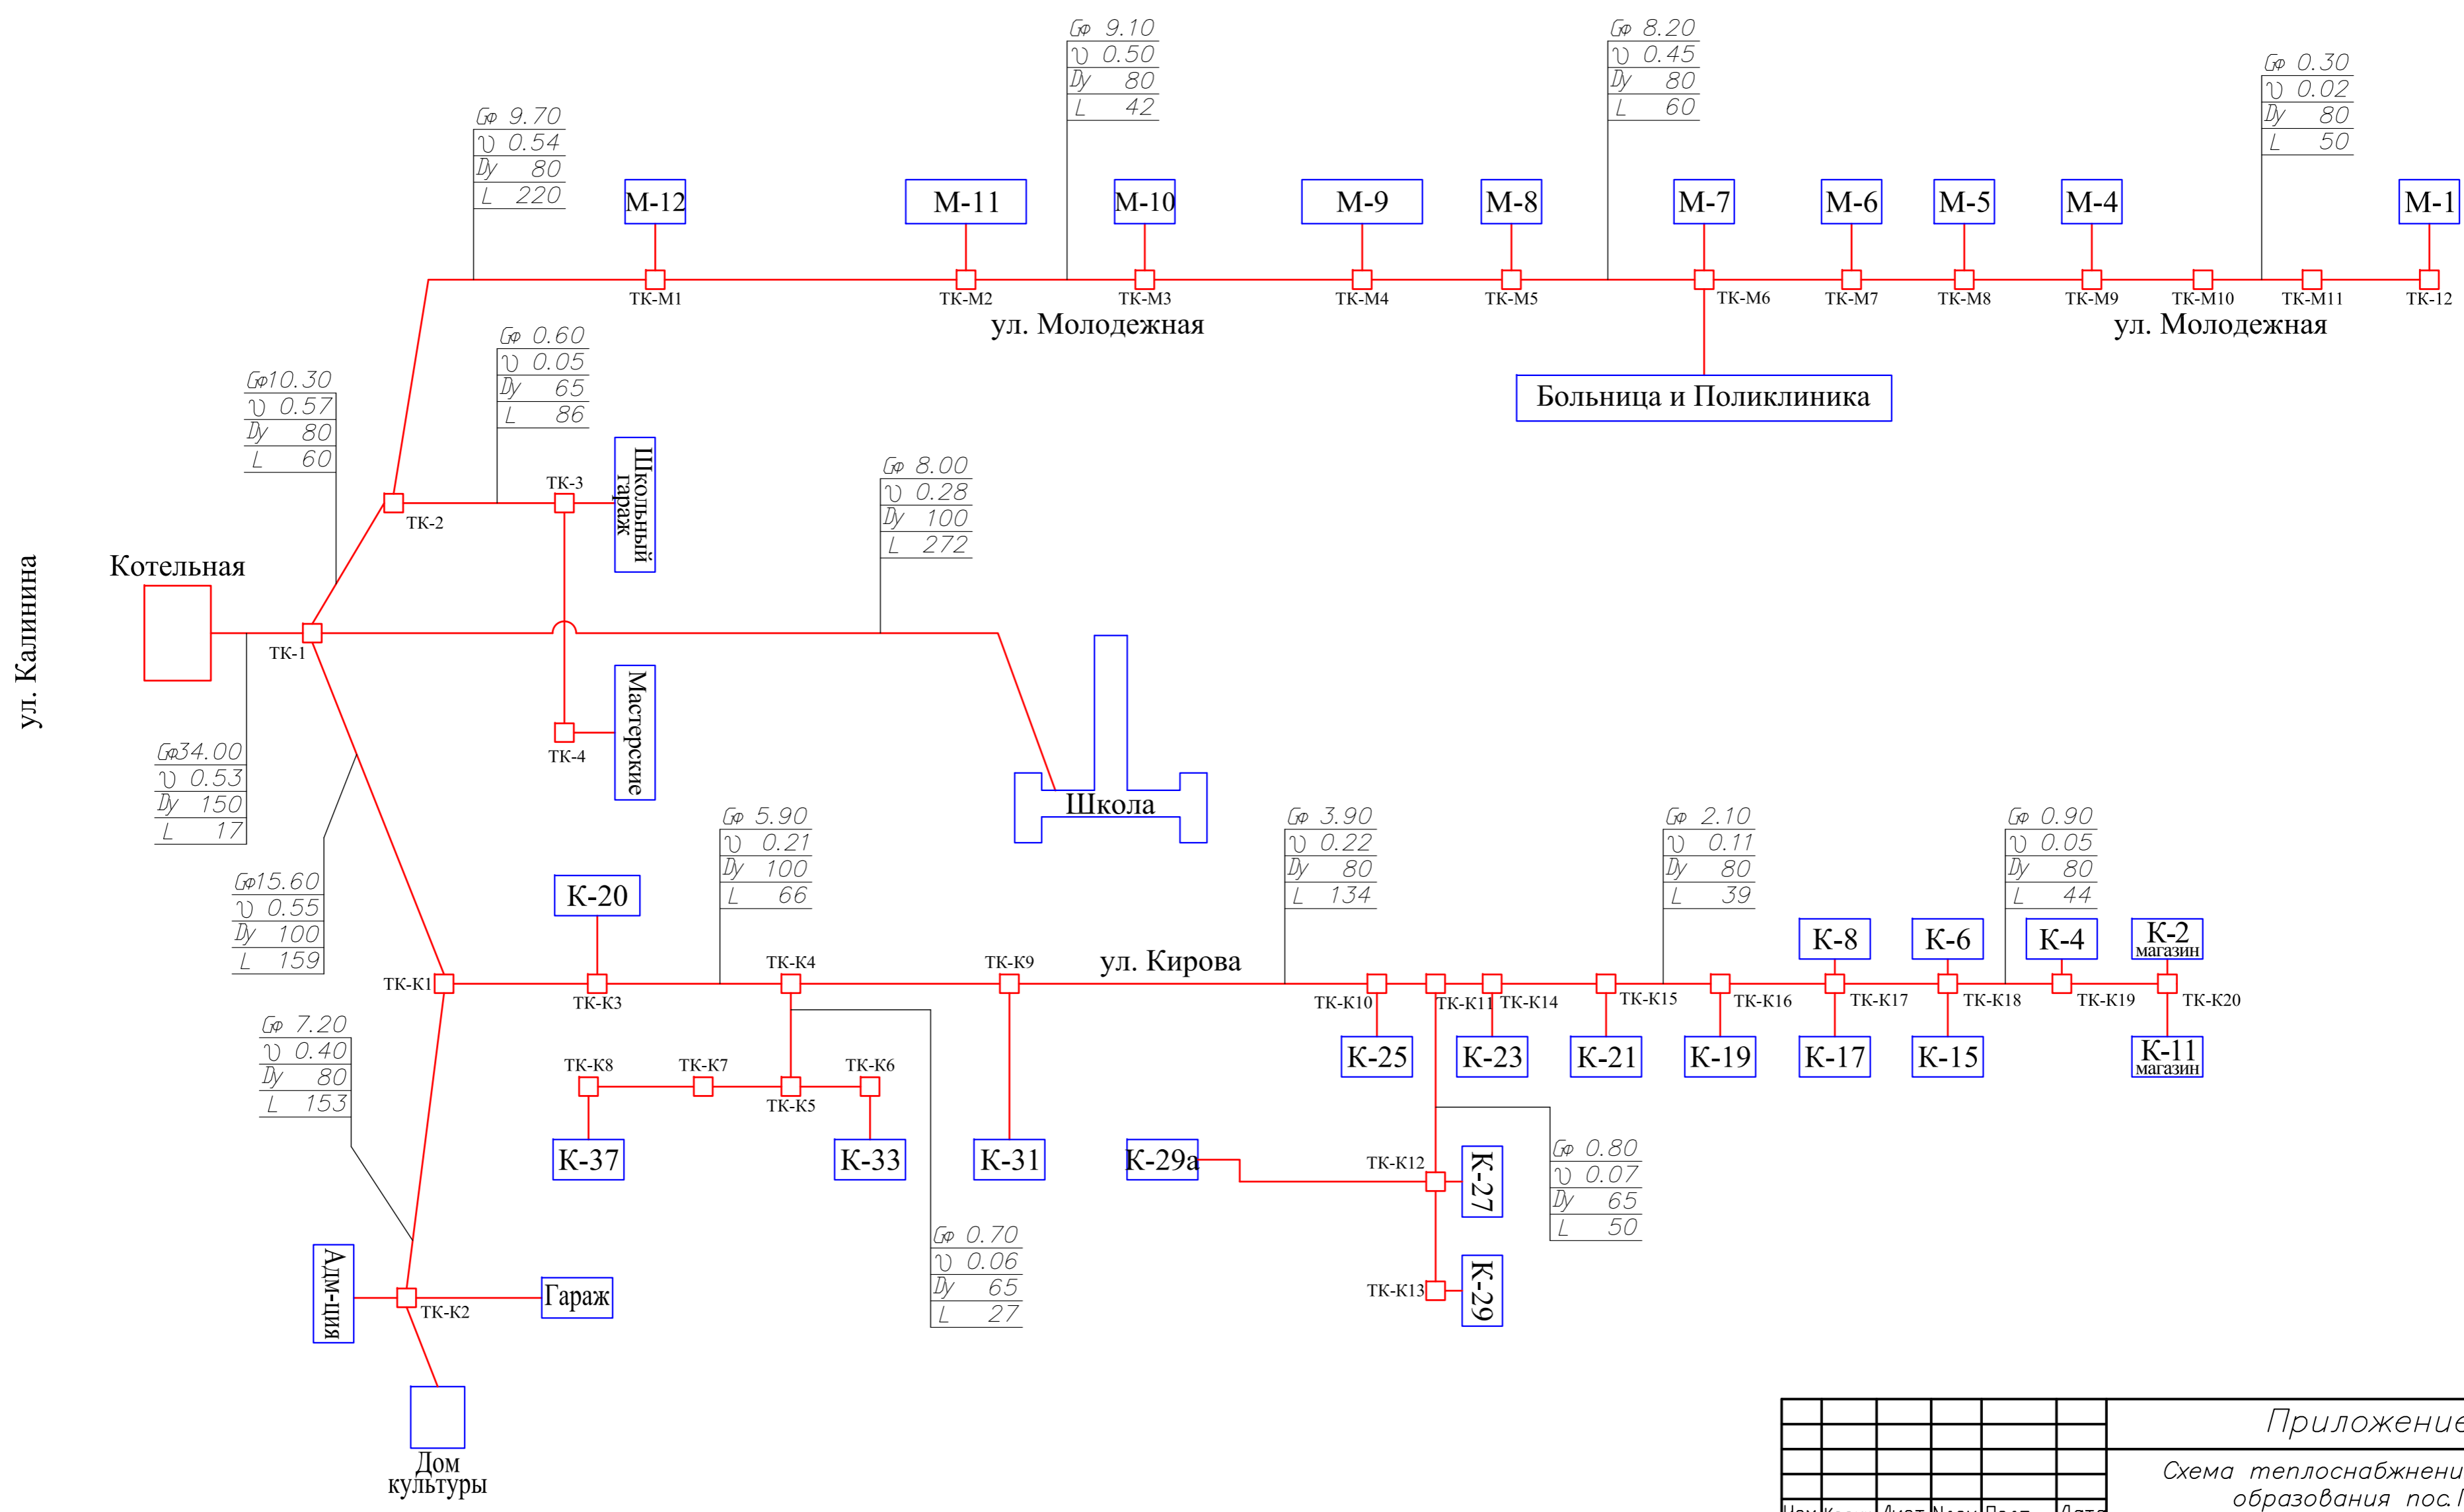 Gф 9.10
υ 0.50
Dy 80
L 42
Gф 8.20
υ 0.45
Dy 80
L 60
Gф 0.30
υ 0.02
Dy 80
L 50
Gф 9.70
υ 0.54
Dy 80
L 220
М-12
М-11
М-10
М-9
М-8
М-7
М-6
М-5
М-4
М-1
ТК-М1
ТК-М2
ТК-М3
ТК-М4
ТК-М5
ТК-М6
ТК-М7
ТК-М8
ТК-М9
ТК-М10
ТК-М11
ТК-12
ул. Молодежная
ул. Молодежная
Gф 0.60
υ 0.05
Dy 65
L 86
Gф10.30
υ 0.57
Dy 80
L 60
Больница и Поликлиника
Школьный
гараж
ТК-3
ТК-2
Gф 8.00
υ 0.28
Dy 100
L 272
ул. Калинина
Котельная
ТК-1
Мастерские
ТК-4
Gф34.00
υ 0.53
Dy 150
L 17
Школа
Gф15.60
υ 0.55
Dy 100
L 159
Gф 5.90
υ 0.21
Dy 100
L 66
Gф 3.90
υ 0.22
Dy 80
L 134
Gф 2.10
υ 0.11
Dy 80
L 39
Gф 0.90
υ 0.05
Dy 80
L 44
К-20
К-8
К-6
К-4
К-2
магазин
ул. Кирова
ТК-К1
ТК-К3
ТК-К4
ТК-К9
ТК-К10
ТК-К11
ТК-К14
ТК-К15
ТК-К16
ТК-К17
ТК-К18
ТК-К19
ТК-К20
Gф 7.20
υ 0.40
Dy 80
L 153
ТК-К8
ТК-К7
ТК-К5
ТК-К6
К-25
К-23
К-21
К-19
К-17
К-15
К-11
магазин
К-37
К-33
К-31
К-29а
ТК-К12
К-27
Gф 0.80
υ 0.07
Dy 65
L 50
Gф 0.70
υ 0.06
Dy 65
L 27
ТК-К13
К-29
Адм-ция
ТК-К2
Гараж
Дом
культуры
Приложение
Схема теплоснабжени
образования пос.